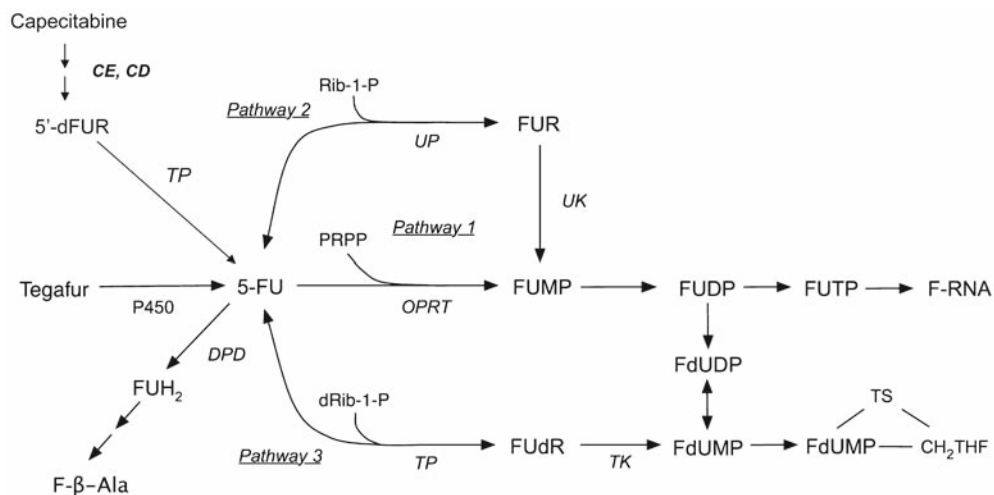 Capecitabine
CE, CD
5’-dFUR
TP
Pathway 2
Rib-1-P
UP
FUR
UK
Pathway 1
PRPP
Tegafur
P450
5-FU
OPRT
FUMP
FUDP
FUTP
F-RNA
DPD
FUH₂
F-β–Ala
FdUDP
dRib-1-P
Pathway 3
TP
FUdR
TK
FdUMP
FdUMP
TS
CH₂THF